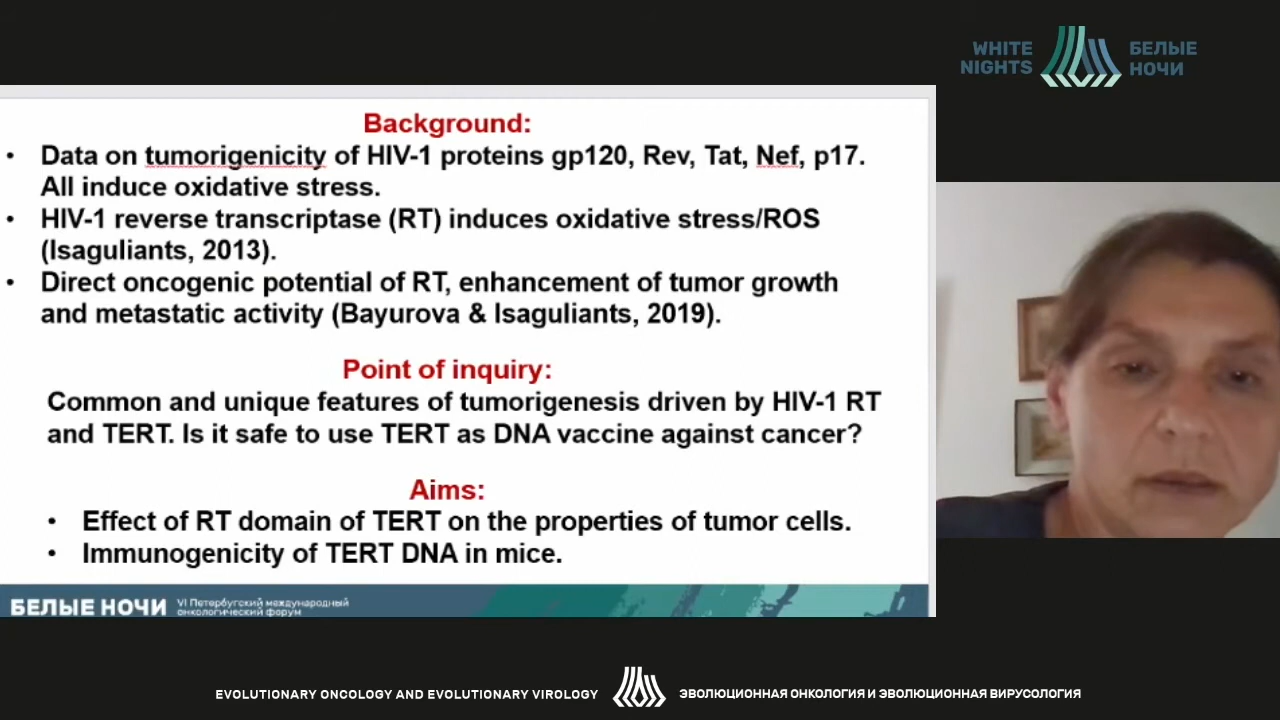 WHITE
NIGHTS
БЕЛЫЕ
НОЧИ
Background:
• Data on tumorigenicity of HIV-1 proteins gp120, Rev, Tat, Nef, p17.
All induce oxidative stress.
• HIV-1 reverse transcriptase (RT) induces oxidative stress/ROS
(Isaguliants, 2013).
• Direct oncogenic potential of RT, enhancement of tumor growth
and metastatic activity (Bayurova & Isaguliants, 2019).
Point of inquiry:
Common and unique features of tumorigenesis driven by HIV-1 RT
and TERT. Is it safe to use TERT as DNA vaccine against cancer?
Aims:
• Effect of RT domain of TERT on the properties of tumor cells.
• Immunogenicity of TERT DNA in mice.
БЕЛЫЕ НОЧИ
VI Петербургский международный
онкологический форум
EVOLUTIONARY ONCOLOGY AND EVOLUTIONARY VIROLOGY
ЭВОЛЮЦИОННАЯ ОНКОЛОГИЯ И ЭВОЛЮЦИОННАЯ ВИРУСОЛОГИЯ